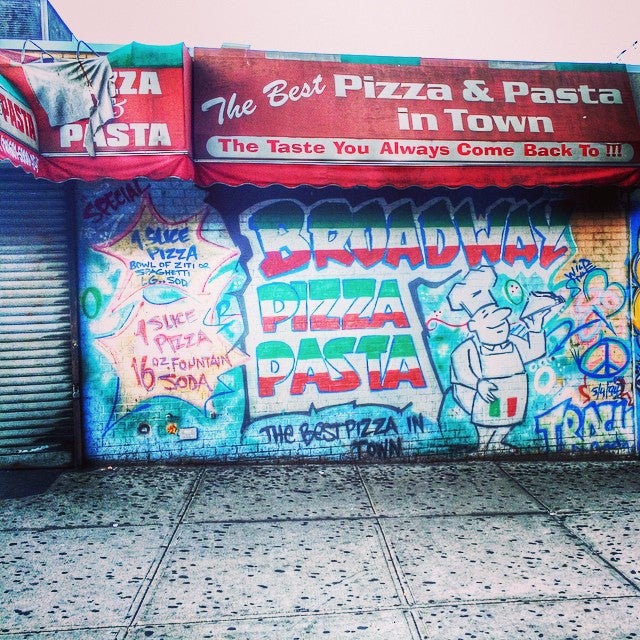 ZZA
&
PASTA
PASTA
The Best Pizza & Pasta
in Town
The Taste You Always Come Back To !!!
SPECIAL
1 SLICE
PIZZA
BOWL OF ZITI OR
SPAGHETTI
SODA
1 SLICE
PIZZA
16 OZ FOUNTAIN
SODA
BROADWAY
PIZZA
PASTA
THE BEST PIZZA IN
TOWN